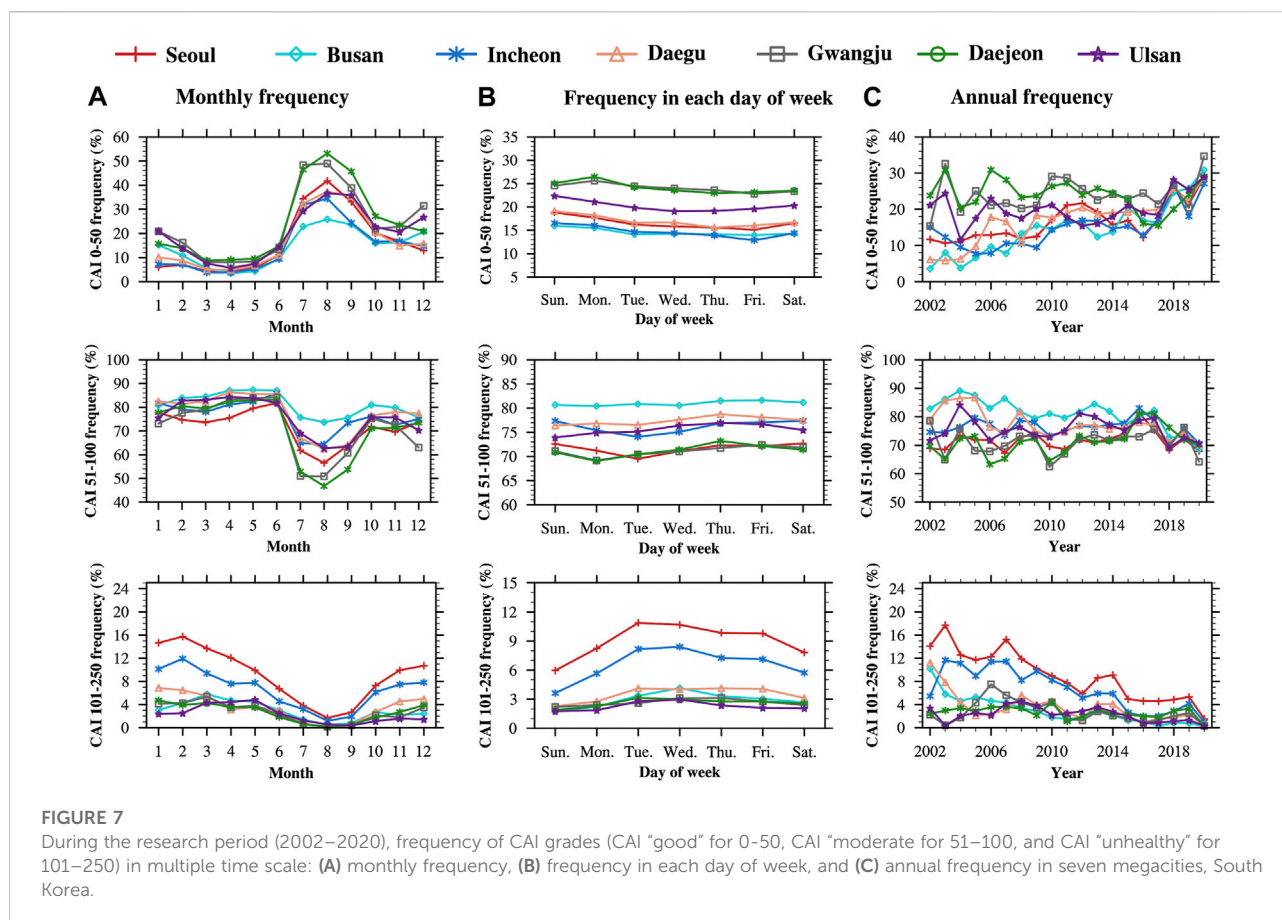 Seoul Busan Incheon Daegu Gwangju Daejeon Ulsan
A Monthly frequency
B Frequency in each day of week
C Annual frequency
CAI 0-50 frequency (%)
60
50
40
30
20
10
0
1 2 3 4 5 6 7 8 9 10 11 12
Month
CAI 0-50 frequency (%)
35
30
25
20
15
10
5
Sun. Mon. Tue. Wed. Thu. Fri. Sat.
Day of week
CAI 0-50 frequency (%)
40
30
20
10
0
2002 2006 2010 2014 2018
Year
CAI 51-100 frequency (%)
100
90
80
70
60
50
40
1 2 3 4 5 6 7 8 9 10 11 12
Month
CAI 51-100 frequency (%)
90
85
80
75
70
65
60
Sun. Mon. Tue. Wed. Thu. Fri. Sat.
Day of week
CAI 51-100 frequency (%)
100
90
80
70
60
50
2002 2006 2010 2014 2018
Year
CAI 101-250 frequency (%)
24
20
16
12
8
4
0
1 2 3 4 5 6 7 8 9 10 11 12
Month
CAI 101-250 frequency (%)
15
12
9
6
3
0
Sun. Mon. Tue. Wed. Thu. Fri. Sat.
Day of week
CAI 101-250 frequency (%)
24
20
16
12
8
4
0
2002 2006 2010 2014 2018
Year
FIGURE 7
During the research period (2002–2020), frequency of CAI grades (CAI “good” for 0-50, CAI “moderate for 51–100, and CAI “unhealthy” for
101–250) in multiple time scale: (A) monthly frequency, (B) frequency in each day of week, and (C) annual frequency in seven megacities, South
Korea.